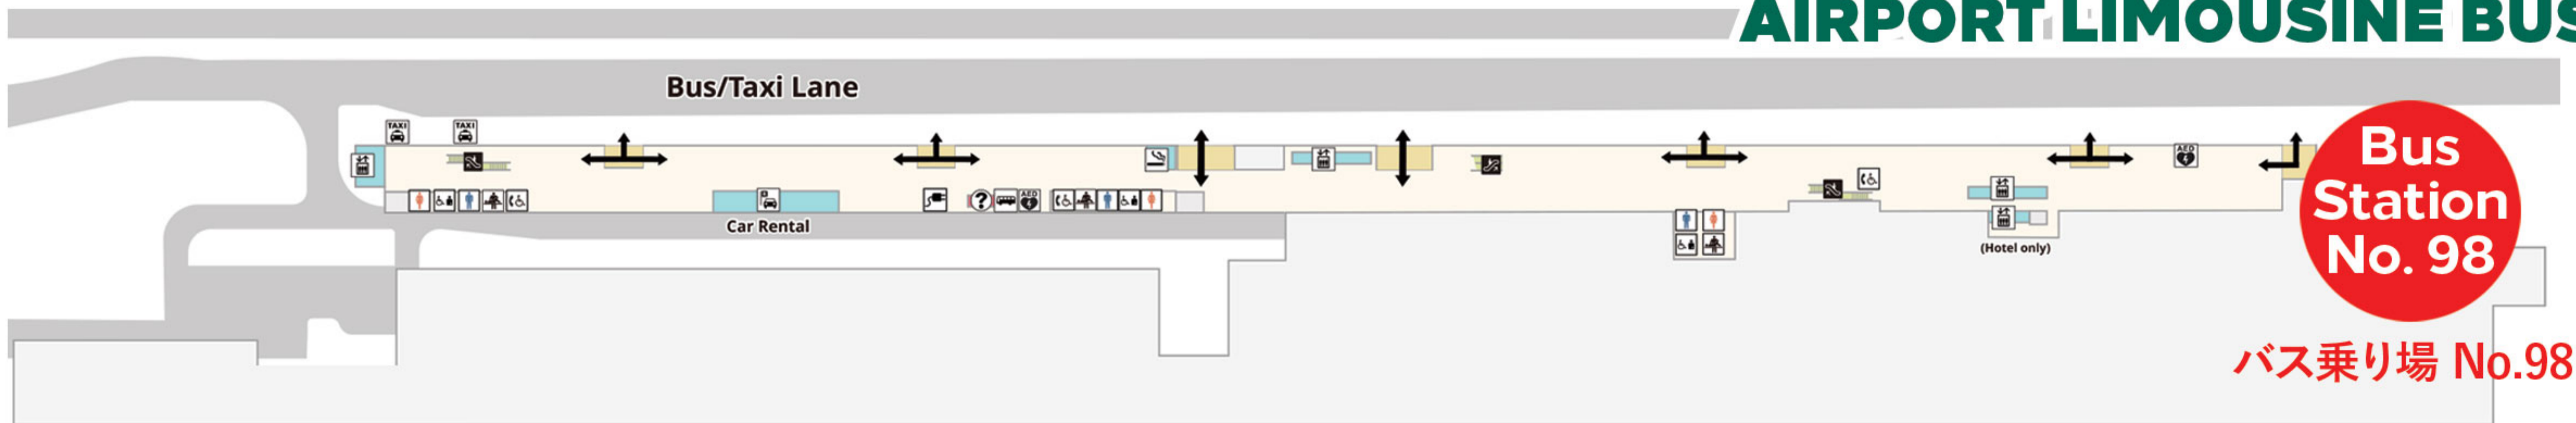 AIRPORT LIMOUSINE BUS
Bus/Taxi Lane
TAXI
TAXI
AED
Bus
Station
No. 98
?
AED
Car Rental
(Hotel only)
バス乗り場 No.98